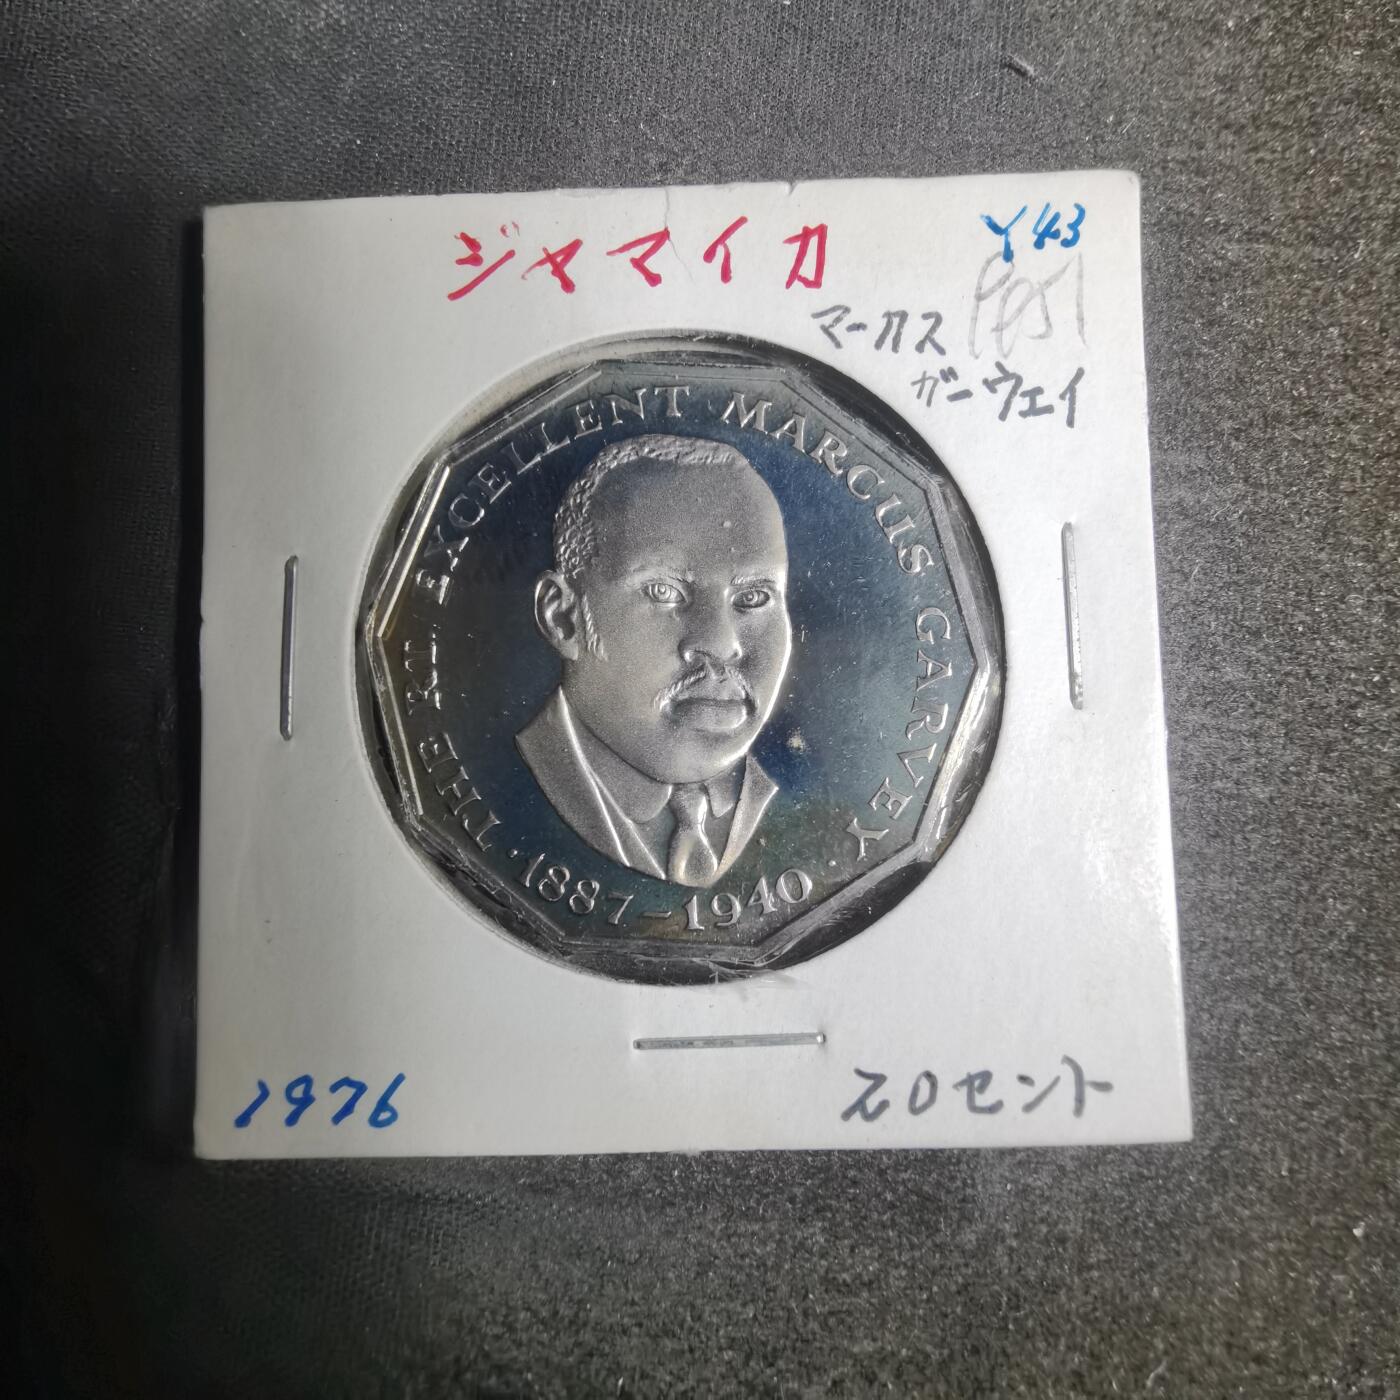 ジャマイカ
Y43
マーカス
ガーウェイ
THE RT. EXCELLENT MARCUS GARVEY
· 1887–1940 ·
1976
20セント